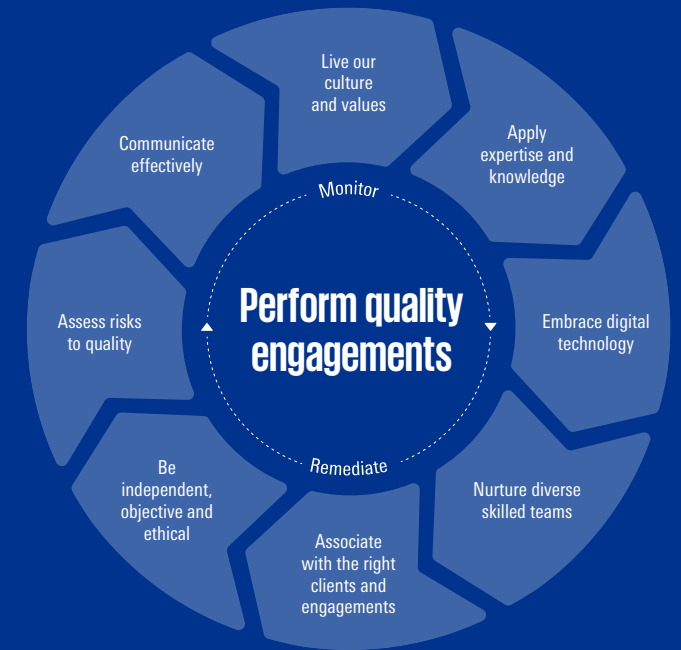 Live our
culture
and values
Apply
expertise and
knowledge
Embrace digital
technology
Nurture diverse
skilled teams
Associate
with the right
clients and
engagements
Be
independent,
objective and
ethical
Assess risks
to quality
Communicate
effectively
Monitor
Perform quality
engagements
Remediate